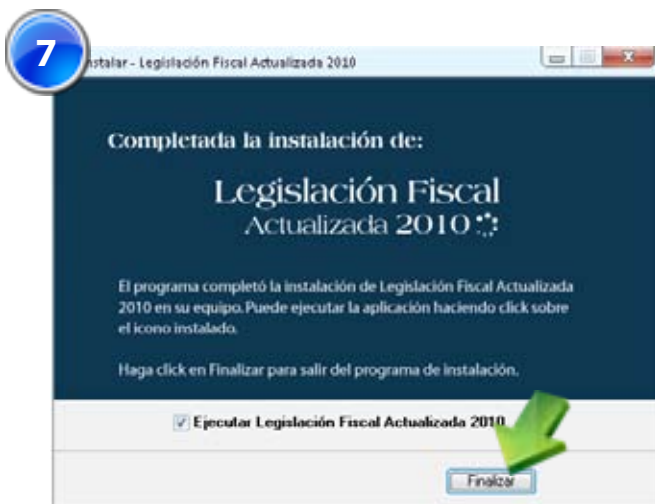 7
Instalar - Legislación Fiscal Actualizada 2010
Completada la instalación de:
Legislación Fiscal
Actualizada 2010
El programa completó la instalación de Legislación Fiscal Actualizada
2010 en su equipo. Puede ejecutar la aplicación haciendo click sobre
el icono instalado.
Haga click en Finalizar para salir del programa de instalación.
Ejecutar Legislación Fiscal Actualizada 2010
Finalizar